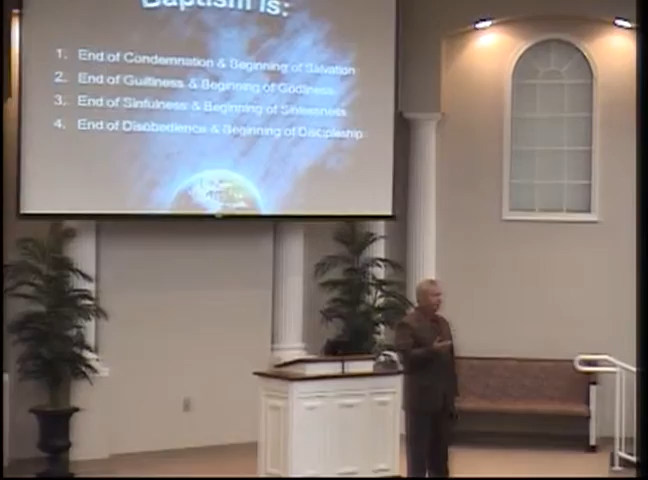 Baptism is:
1. End of Condemnation & Beginning of Salvation
2. End of Guiltiness & Beginning of Godliness
3. End of Sinfulness & Beginning of Sinlessness
4. End of Disobedience & Beginning of Discipleship